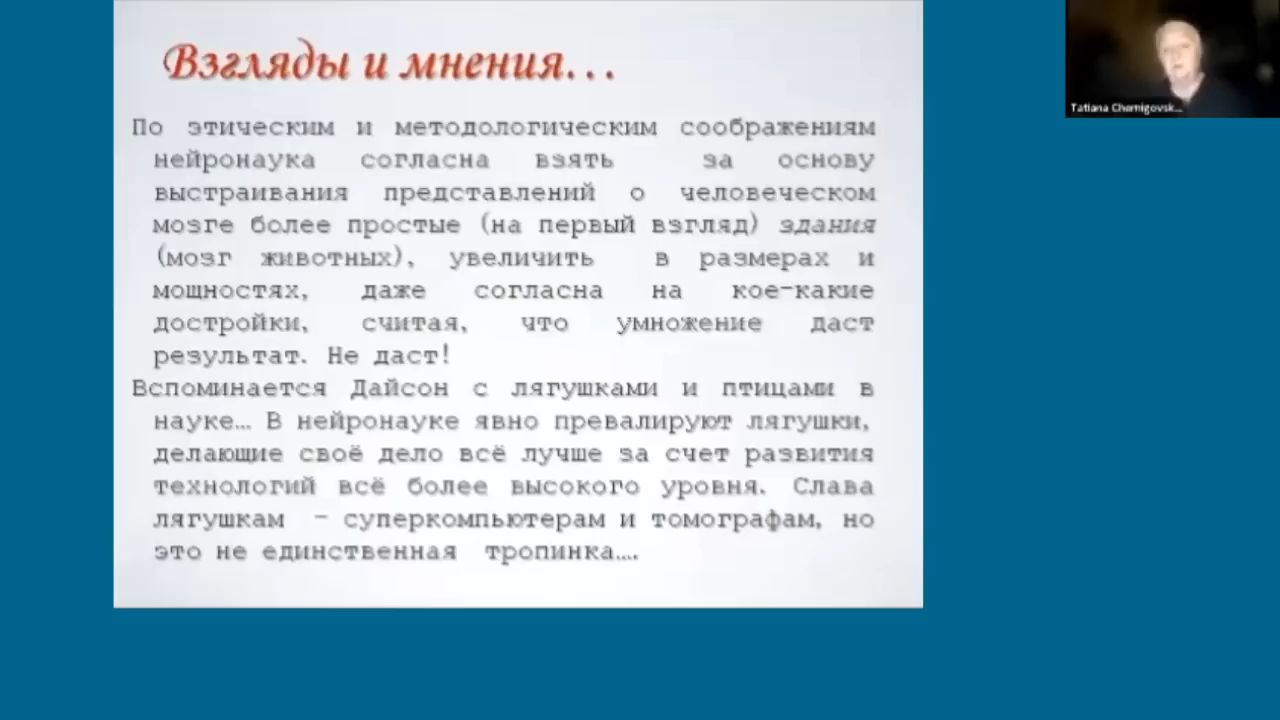 Взгляды и мнения...
По этическим и методологическим соображениям
нейронаука согласна взять за основу
выстраивания представлений о человеческом
мозге более простые (на первый взгляд) здания
(мозг животных), увеличить в размерах и
мощностях, даже согласна на кое-какие
достройки, считая, что умножение даст
результат. Не даст!
Вспоминается Дайсон с лягушками и птицами в
науке… В нейронауке явно превалируют лягушки,
делающие своё дело всё лучше за счет развития
технологий всё более высокого уровня. Слава
лягушкам - суперкомпьютерам и томографам, но
это не единственная тропинка….
Tatiana Chernigovsk...